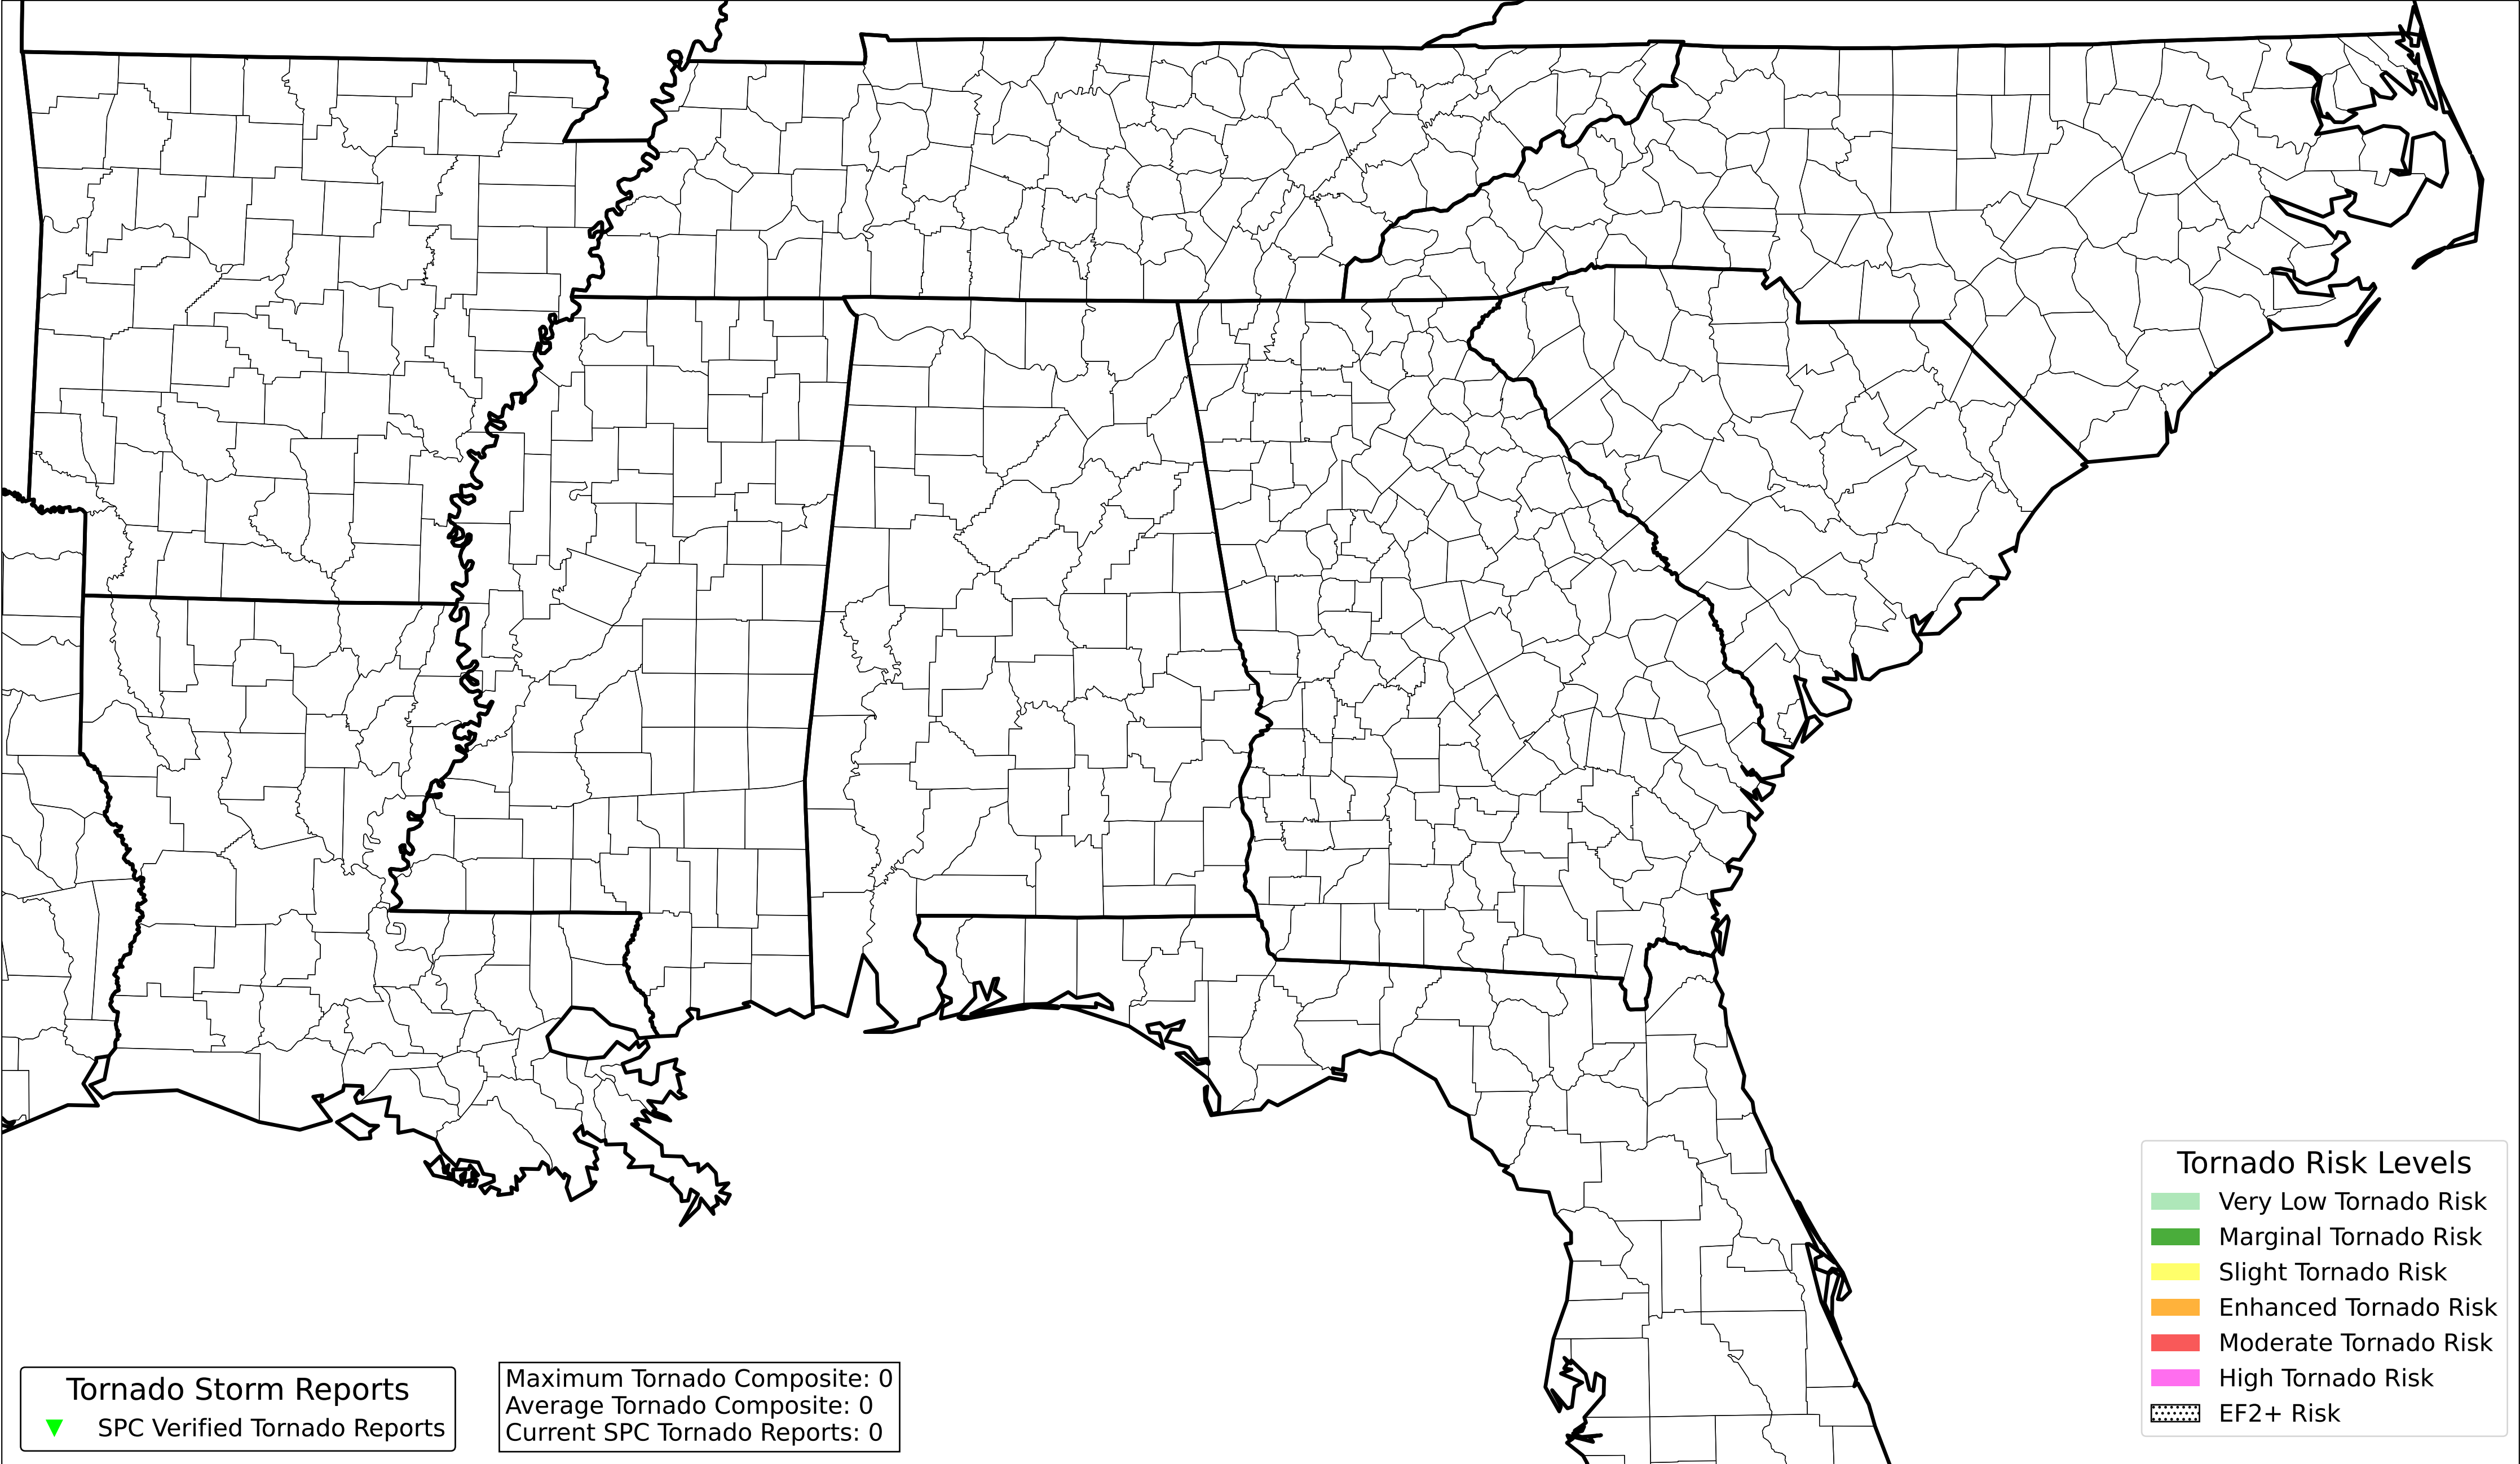 Tornado Risk Levels
Very Low Tornado Risk
Marginal Tornado Risk
Slight Tornado Risk
Enhanced Tornado Risk
Moderate Tornado Risk
High Tornado Risk
EF2+ Risk
Tornado Storm Reports
SPC Verified Tornado Reports
Maximum Tornado Composite: 0
Average Tornado Composite: 0
Current SPC Tornado Reports: 0